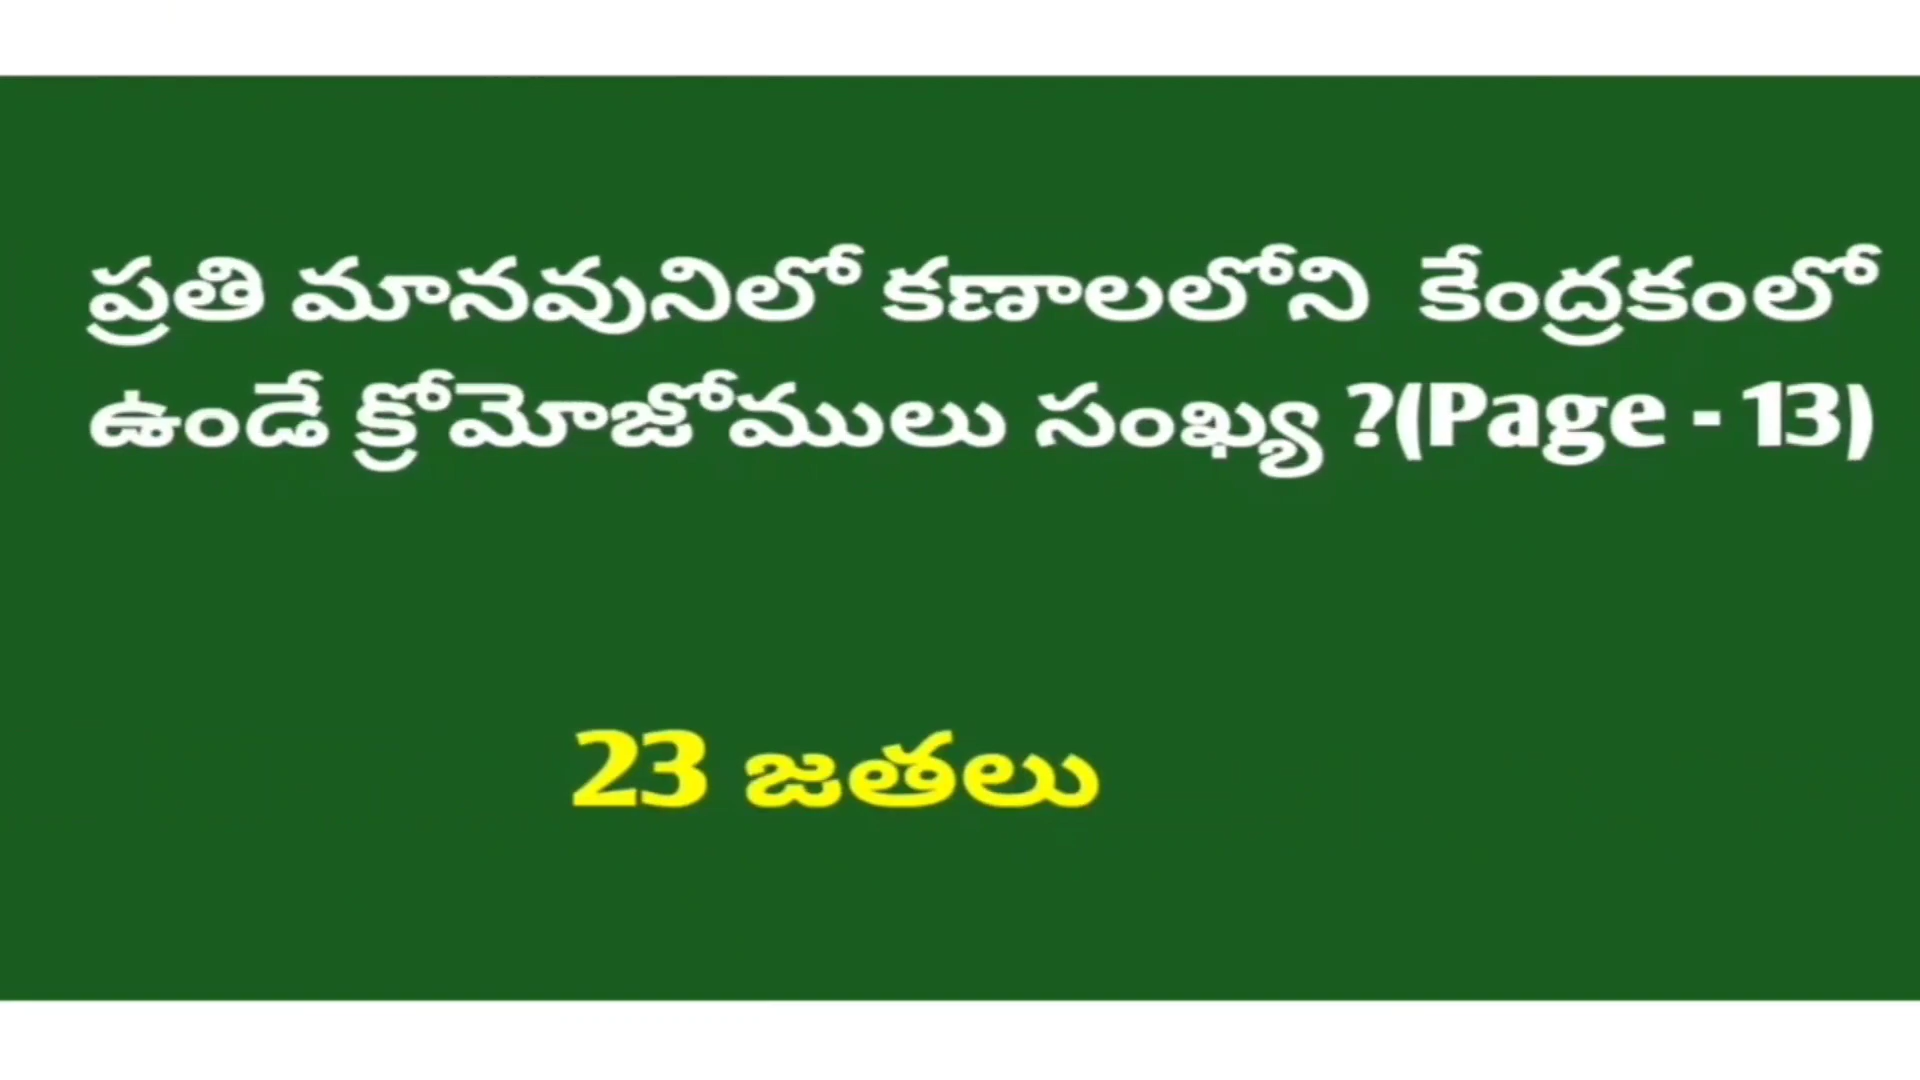 ప్రతి మానవునిలో కణాలలోని కేంద్రకంలో
ఉండే క్రోమోజోములు సంఖ్య ?(Page - 13)
23 జతలు